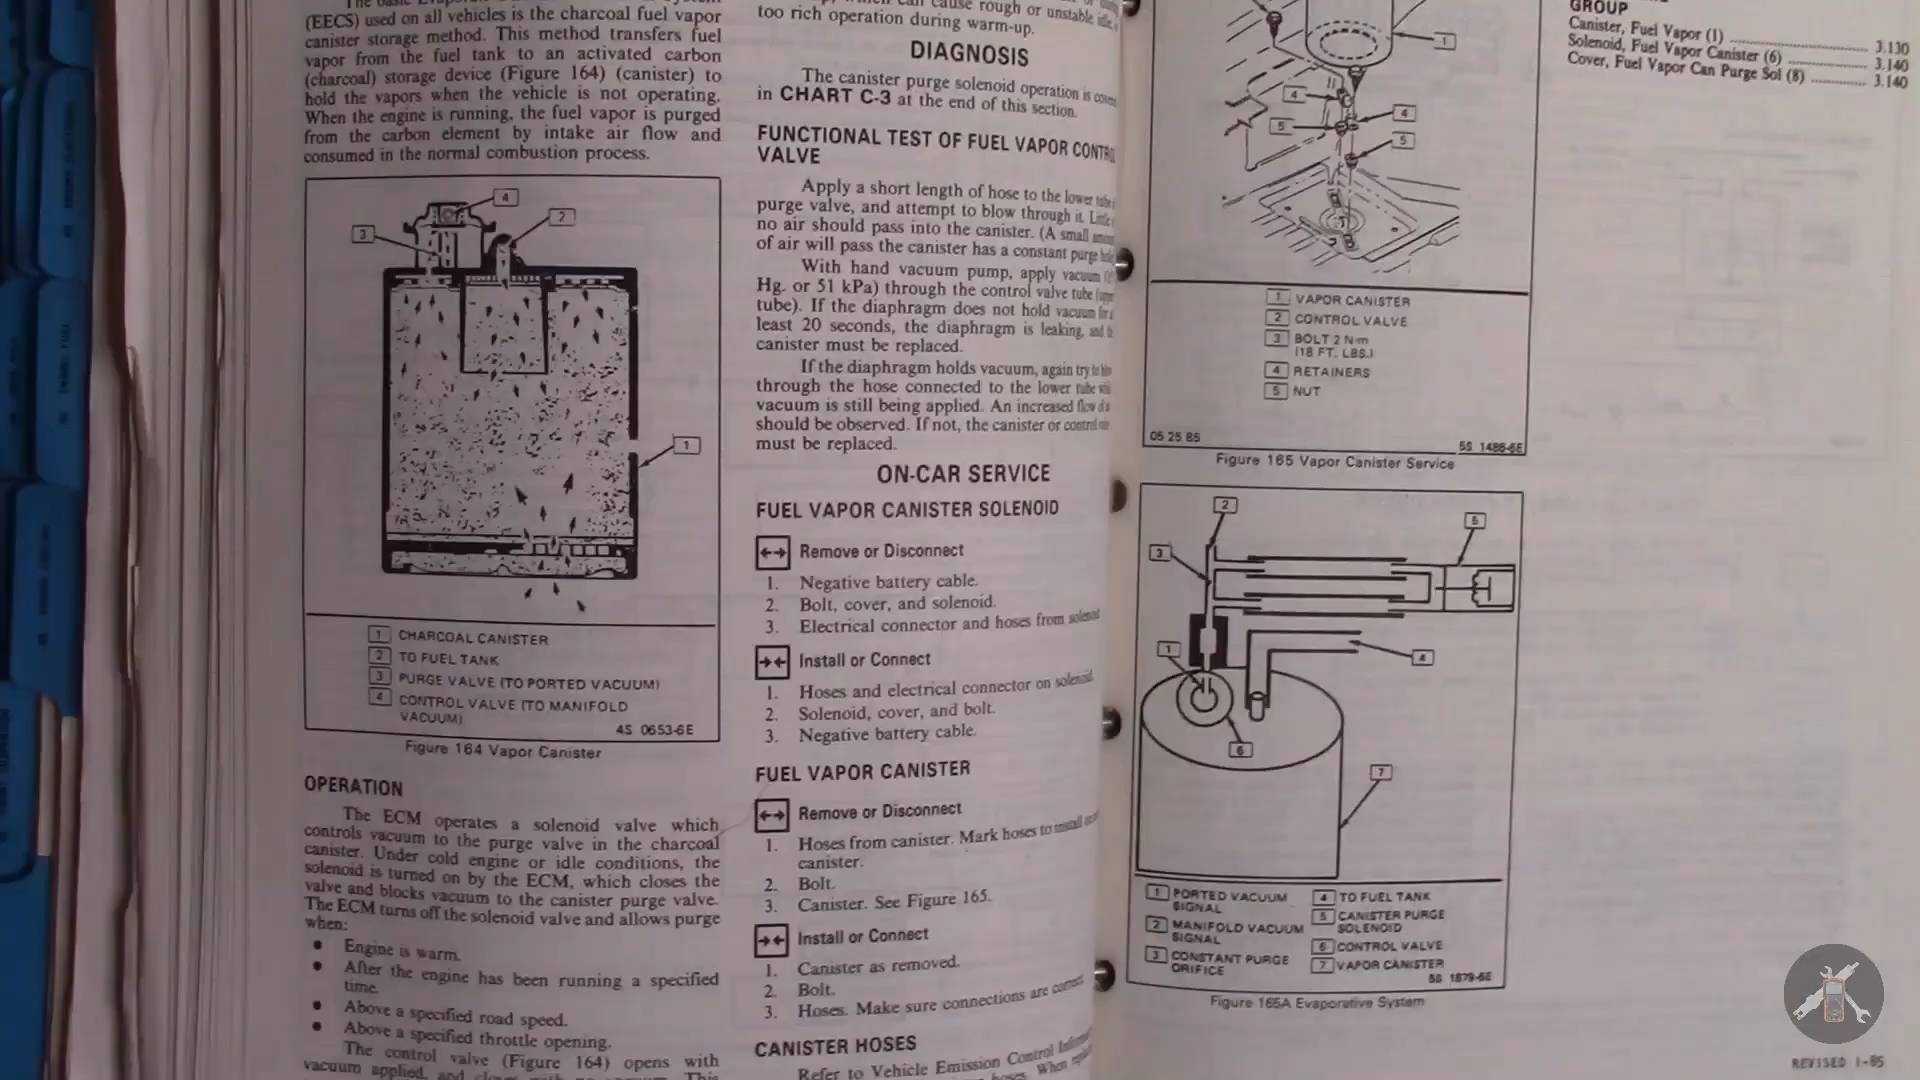 (EECS) used on all vehicles is the charcoal fuel vapor
canister storage method. This method transfers fuel
vapor from the fuel tank to an activated carbon
(charcoal) storage device (Figure 164) (canister) to
hold the vapors when the vehicle is not operating.
When the engine is running, the fuel vapor is purged
from the carbon element by intake air flow and
consumed in the normal combustion process.
4
2
3
1
1 CHARCOAL CANISTER
2 TO FUEL TANK
3 PURGE VALVE (TO PORTED VACUUM)
4 CONTROL VALVE (TO MANIFOLD
VACUUM)
4S 0653-6E
Figure 164 Vapor Canister
OPERATION
The ECM operates a solenoid valve which
controls vacuum to the purge valve in the charcoal
canister. Under cold engine or idle conditions, the
solenoid is turned on by the ECM, which closes the
valve and blocks vacuum to the canister purge valve.
The ECM turns off the solenoid valve and allows purge
when:
• Engine is warm.
• After the engine has been running a specified
time.
• Above a specified road speed.
• Above a specified throttle opening.
The control valve (Figure 164) opens with
vacuum applied, and
cause rough or unstable
too rich operation during warm-up.
DIAGNOSIS
The canister purge solenoid operation is
in CHART C-3 at the end of this section.
FUNCTIONAL TEST OF FUEL VAPOR
VALVE
Apply a short length of hose to the lower
purge valve, and attempt to blow through it. Little
no air should pass into the canister. (A small
of air will pass the canister has a constant purge
With hand vacuum pump, apply vacuum
Hg. or 51 kPa) through the control valve tube
tube). If the diaphragm does not hold vacuum
least 20 seconds, the diaphragm is leaking, and
canister must be replaced.
If the diaphragm holds vacuum, again try to
through the hose connected to the lower tube
vacuum is still being applied. An increased flow
should be observed. If not, the canister or control
must be replaced.
ON-CAR SERVICE
FUEL VAPOR CANISTER SOLENOID
Remove or Disconnect
1. Negative battery cable.
2. Bolt, cover, and solenoid.
3. Electrical connector and hoses from solenoid
Install or Connect
1. Hoses and electrical connector on solenoid.
2. Solenoid, cover, and bolt.
3. Negative battery cable.
FUEL VAPOR CANISTER
Remove or Disconnect
1. Hoses from canister. Mark hoses to install
canister.
2. Bolt.
3. Canister. See Figure 165.
Install or Connect
1. Canister as removed.
2. Bolt.
3. Hoses. Make sure connections are correct.
CANISTER HOSES
Refer to Vehicle Emission Control
hoses. When
1
4
4
5
5
1 VAPOR CANISTER
2 CONTROL VALVE
3 BOLT 2 N·m
(18 FT. LBS.)
4 RETAINERS
5 NUT
05 25 85
5S 1486-6E
Figure 165 Vapor Canister Service
2
5
3
1
4
6
7
1 PORTED VACUUM
SIGNAL
2 MANIFOLD VACUUM
SIGNAL
3 CONSTANT PURGE
ORIFICE
4 TO FUEL TANK
5 CANISTER PURGE
SOLENOID
6 CONTROL VALVE
7 VAPOR CANISTER
5S 1879-6E
Figure 165A Evaporative System
GROUP
Canister, Fuel Vapor (1) .......... 3.130
Solenoid, Fuel Vapor Canister (6) .......... 3.140
Cover, Fuel Vapor Can Purge Sol (8) .......... 3.140
REVISED 1-85